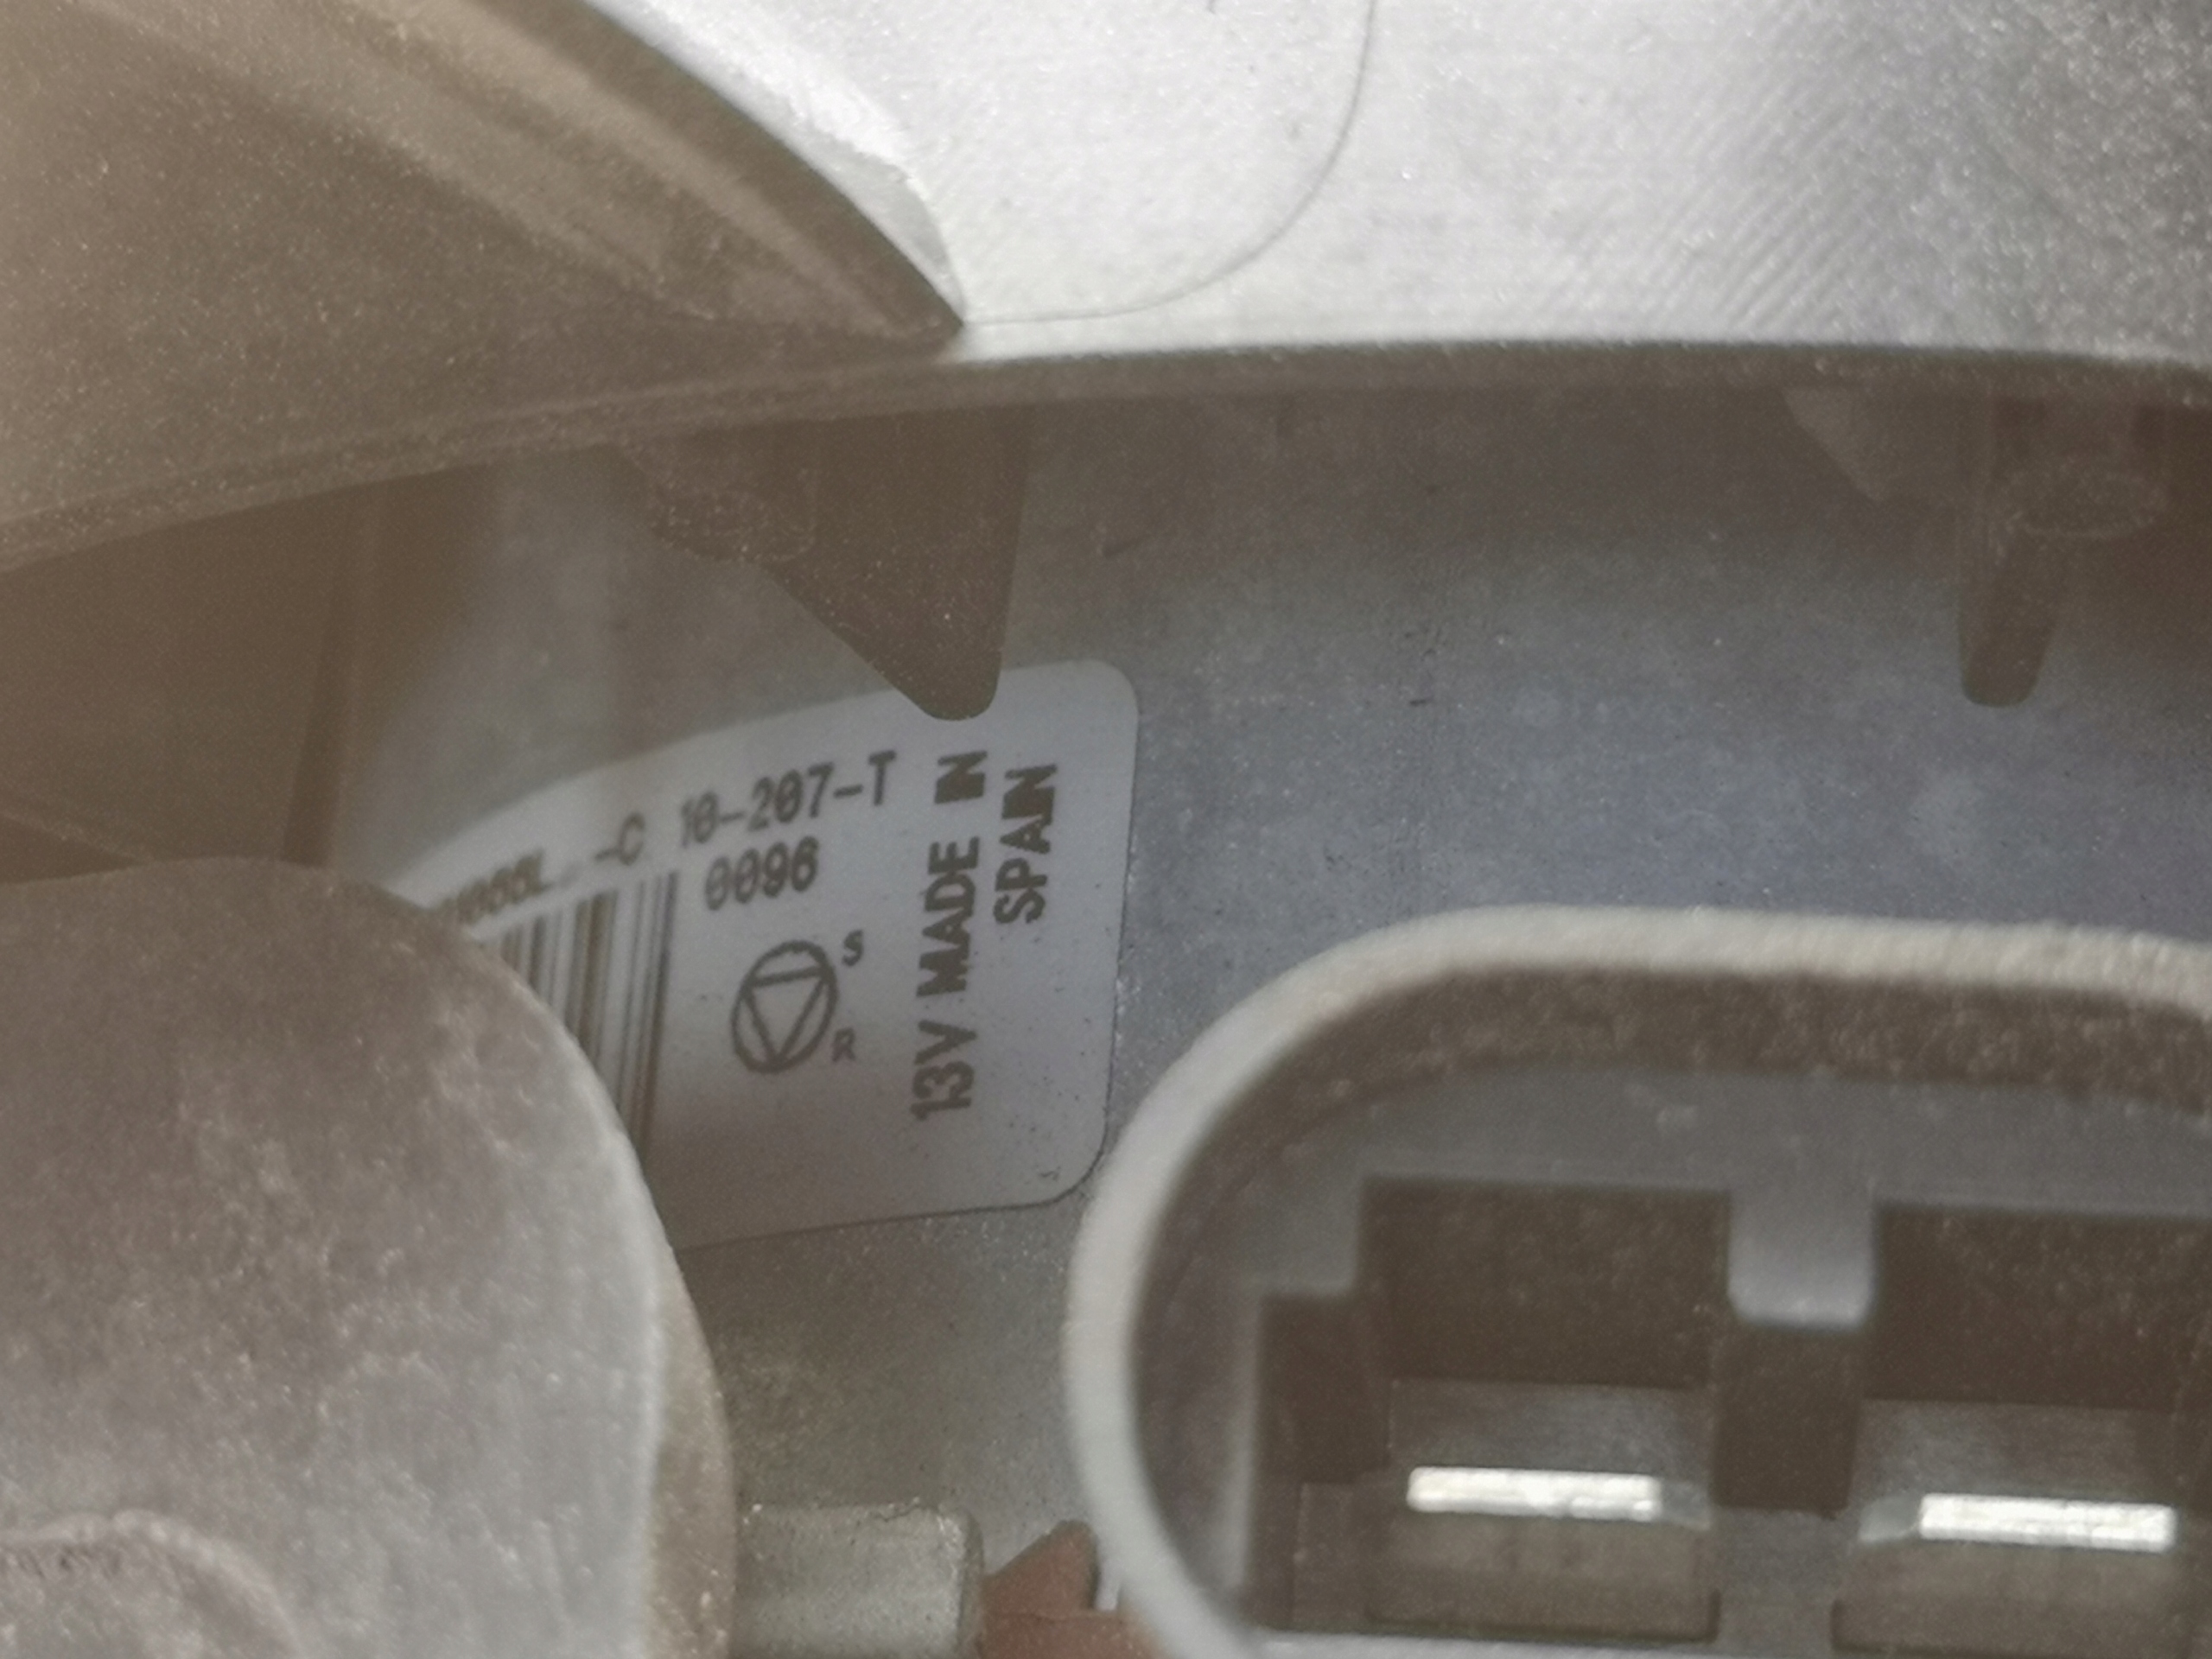 -C 10-207-T
0096
S
R
13V MADE IN
SPAIN